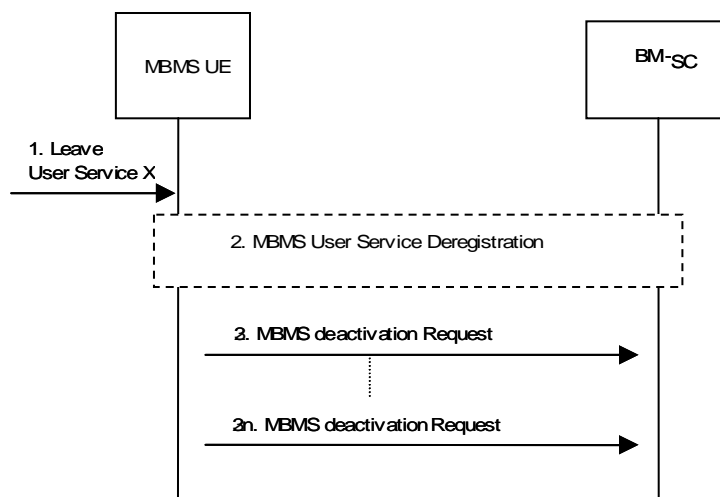 MBMS UE
BM-SC
1. Leave
User Service X
2. MBMS User Service Deregistration
3. MBMS deactivation Request
3n. MBMS deactivation Request